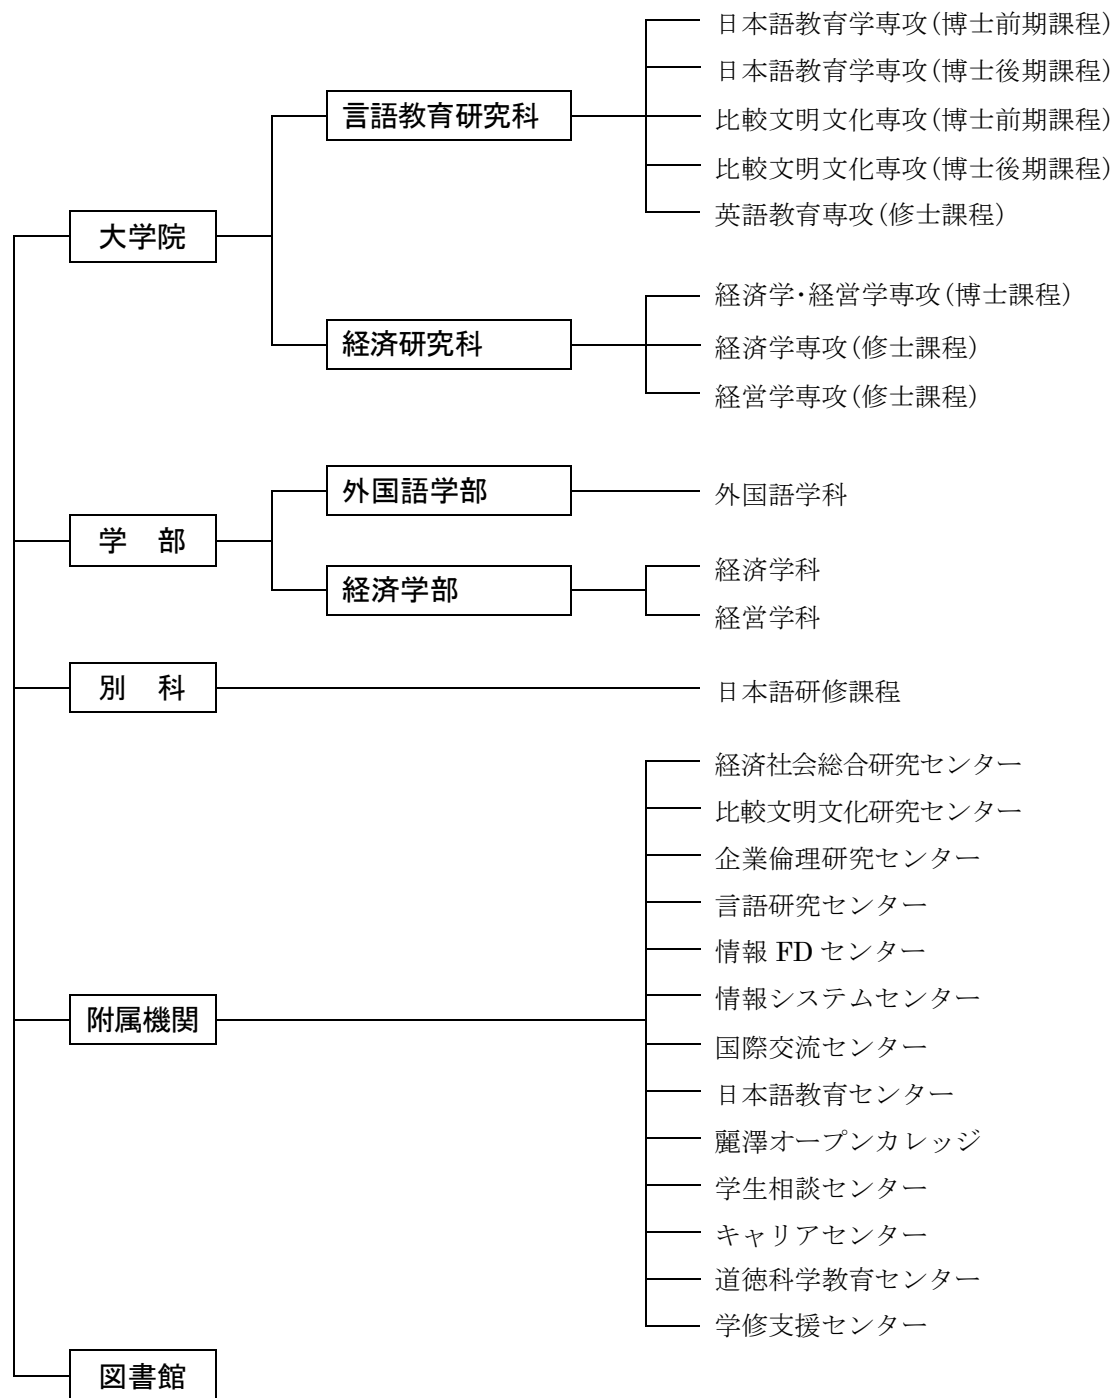 大学院
言語教育研究科
日本語教育学専攻(博士前期課程)
日本語教育学専攻(博士後期課程)
比較文明文化専攻(博士前期課程)
比較文明文化専攻(博士後期課程)
英語教育専攻(修士課程)
経済研究科
経済学・経営学専攻(博士課程)
経済学専攻(修士課程)
経営学専攻(修士課程)
学　部
外国語学部
外国語学科
経済学部
経済学科
経営学科
別　科
日本語研修課程
附属機関
経済社会総合研究センター
比較文明文化研究センター
企業倫理研究センター
言語研究センター
情報 FD センター
情報システムセンター
国際交流センター
日本語教育センター
麗澤オープンカレッジ
学生相談センター
キャリアセンター
道徳科学教育センター
学修支援センター
図書館